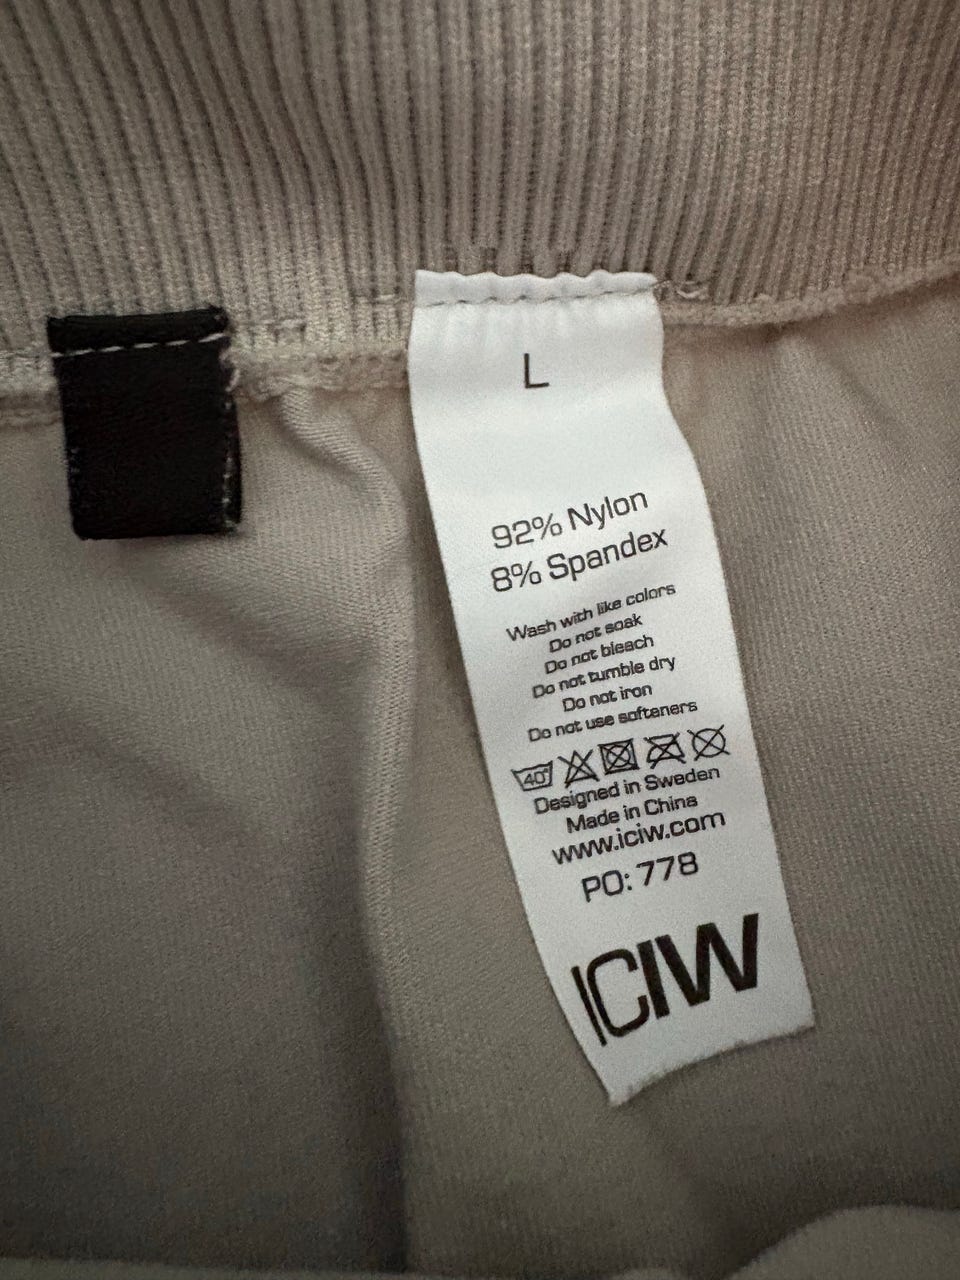 L
92% Nylon
8% Spandex
Wash with like colors
Do not soak
Do not bleach
Do not tumble dry
Do not iron
Do not use softeners
40°
Designed in Sweden
Made in China
www.iciw.com
PO: 778
ICIW